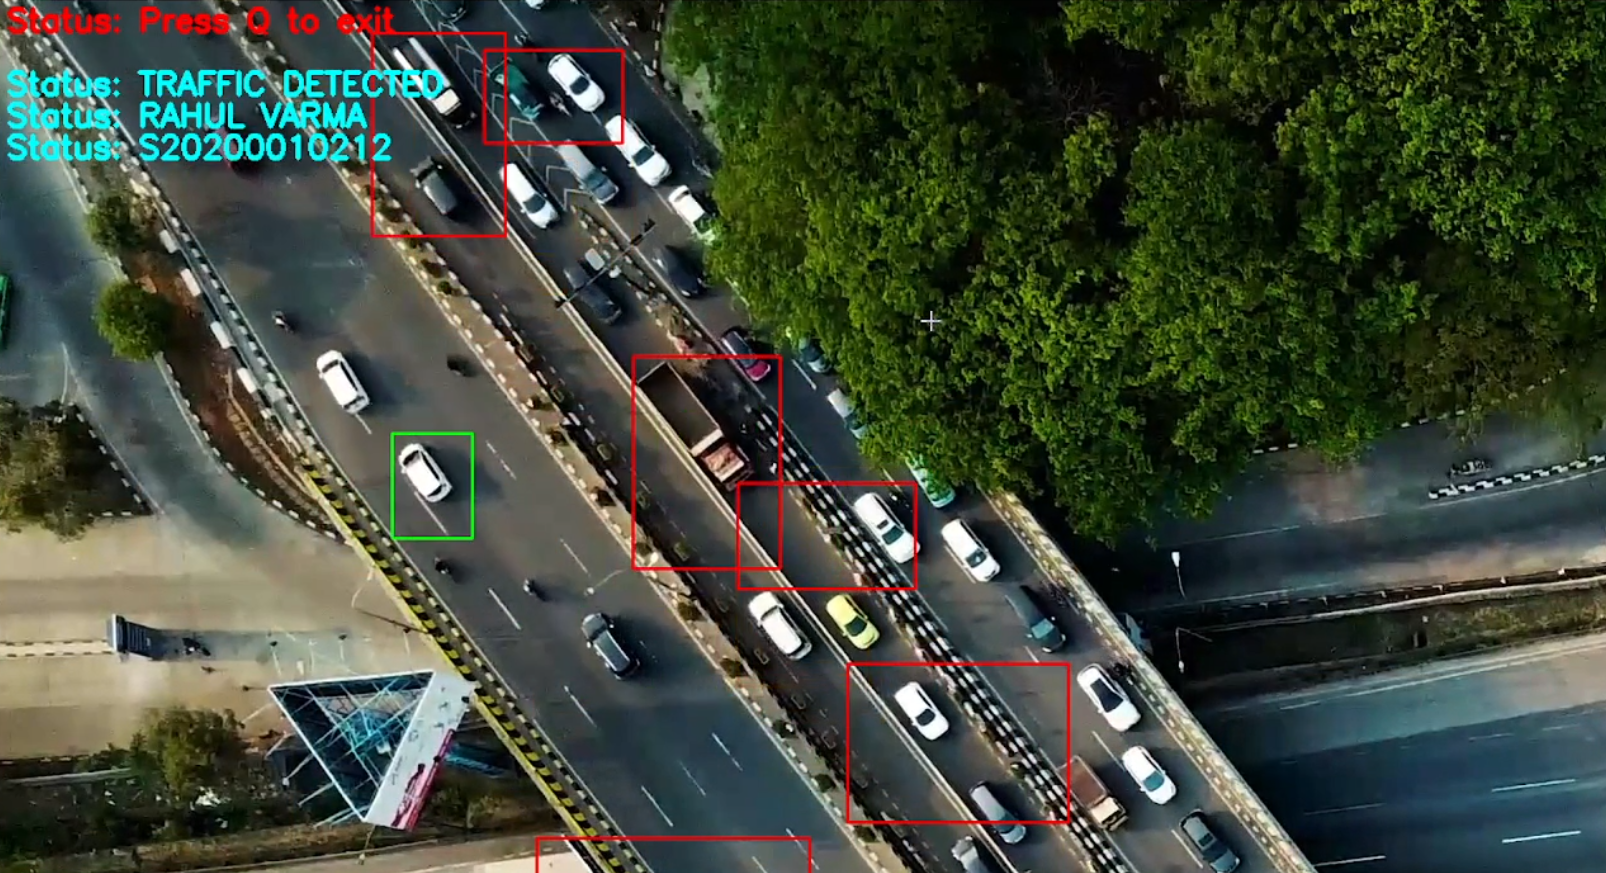 Status: Press Q to exit
Status: TRAFFIC DETECTED
Status: RAHUL VARMA
Status: S20200010212